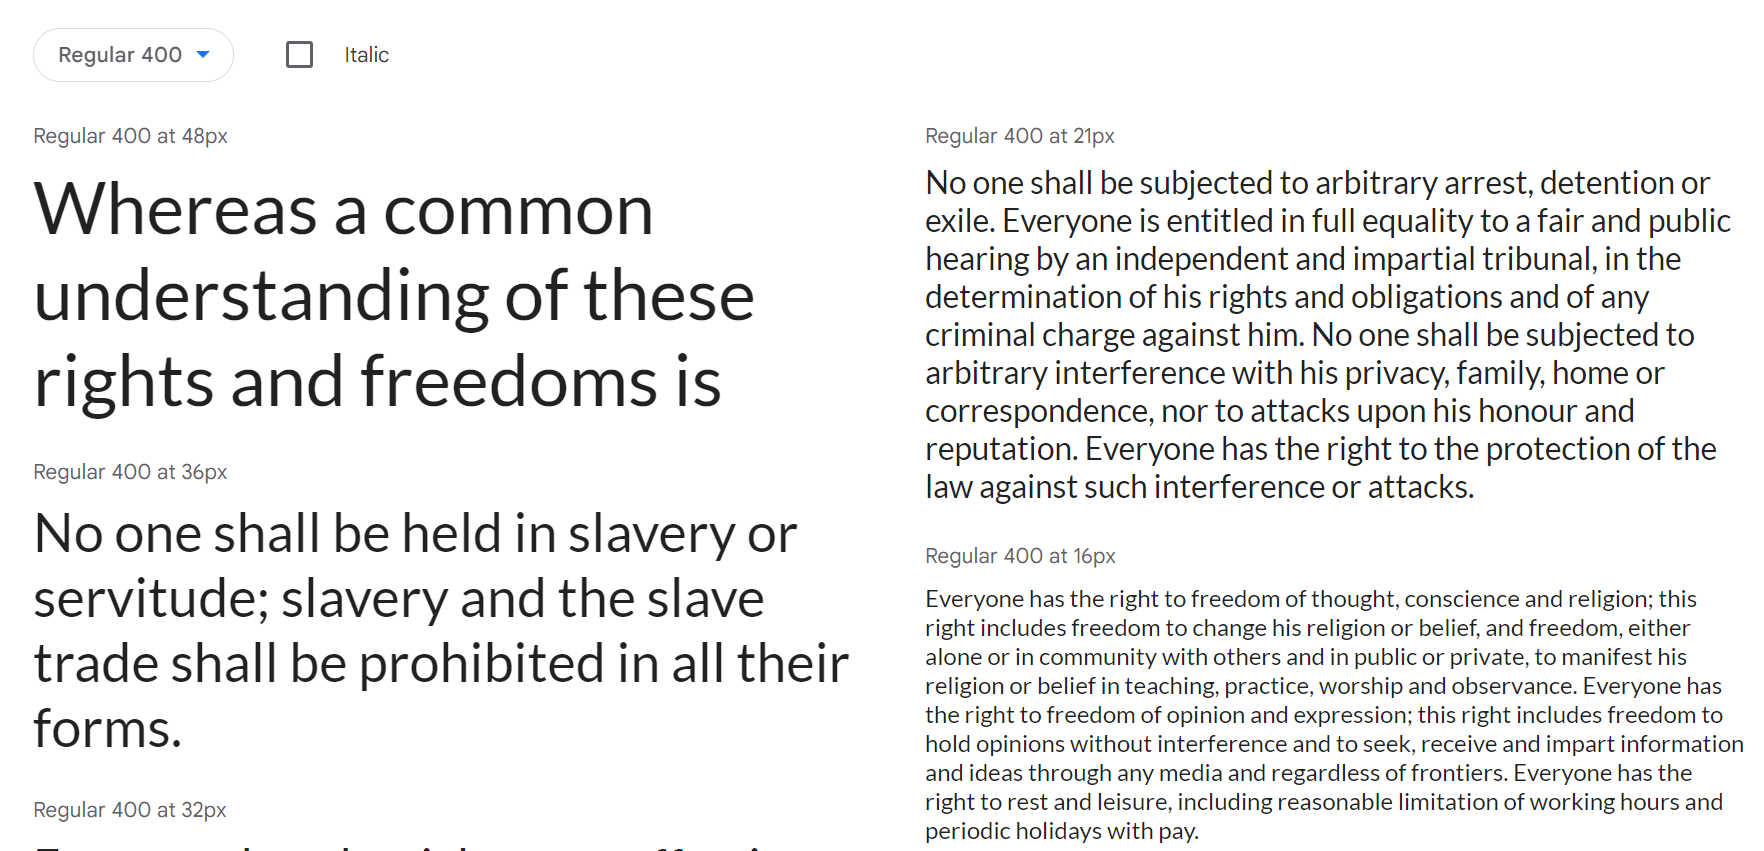 Regular 400
Italic
Regular 400 at 48px
Whereas a common
understanding of these
rights and freedoms is
Regular 400 at 36px
No one shall be held in slavery or
servitude; slavery and the slave
trade shall be prohibited in all their
forms.
Regular 400 at 32px
Regular 400 at 21px
No one shall be subjected to arbitrary arrest, detention or
exile. Everyone is entitled in full equality to a fair and public
hearing by an independent and impartial tribunal, in the
determination of his rights and obligations and of any
criminal charge against him. No one shall be subjected to
arbitrary interference with his privacy, family, home or
correspondence, nor to attacks upon his honour and
reputation. Everyone has the right to the protection of the
law against such interference or attacks.
Regular 400 at 16px
Everyone has the right to freedom of thought, conscience and religion; this
right includes freedom to change his religion or belief, and freedom, either
alone or in community with others and in public or private, to manifest his
religion or belief in teaching, practice, worship and observance. Everyone has
the right to freedom of opinion and expression; this right includes freedom to
hold opinions without interference and to seek, receive and impart information
and ideas through any media and regardless of frontiers. Everyone has the
right to rest and leisure, including reasonable limitation of working hours and
periodic holidays with pay.